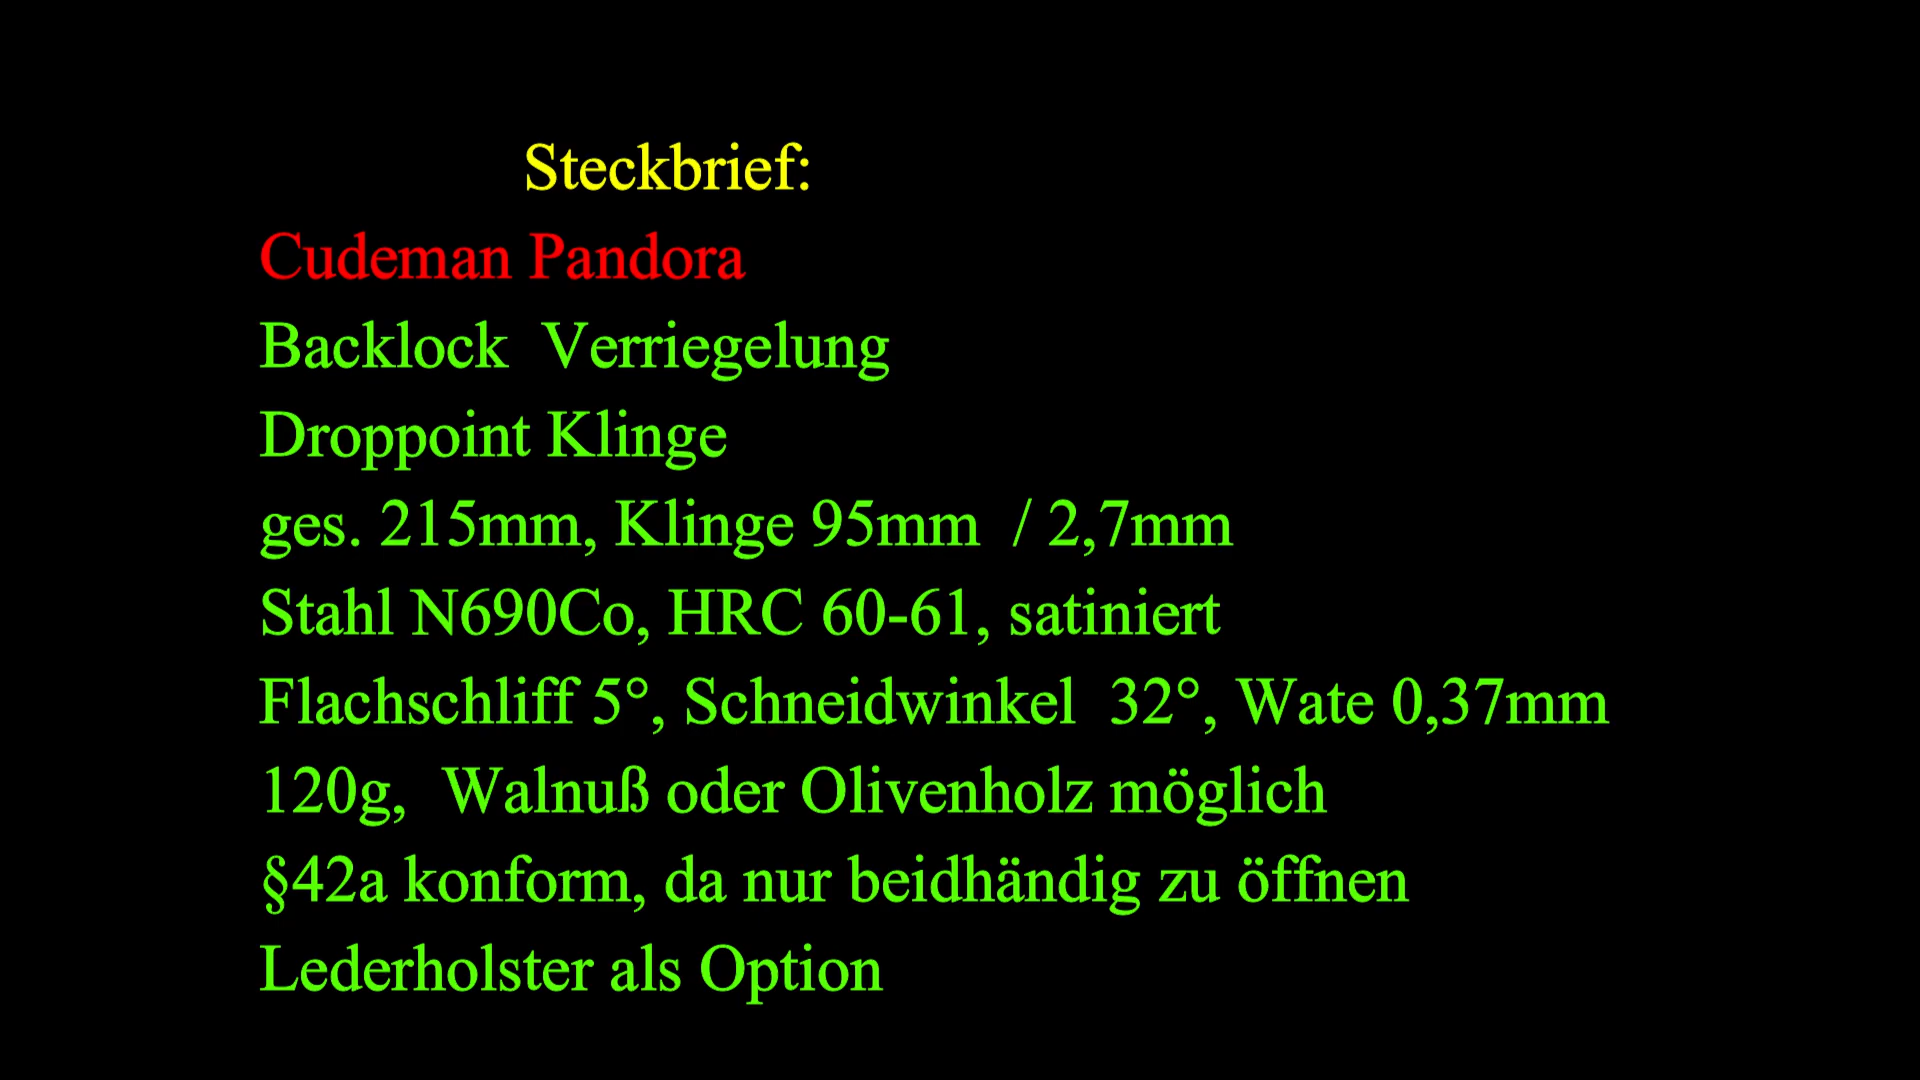 Steckbrief:
Cudeman Pandora
Backlock  Verriegelung
Droppoint Klinge
ges. 215mm, Klinge 95mm  / 2,7mm
Stahl N690Co, HRC 60-61, satiniert
Flachschliff 5°, Schneidwinkel  32°, Wate 0,37mm
120g,  Walnuß oder Olivenholz möglich
§42a konform, da nur beidhändig zu öffnen
Lederholster als Option